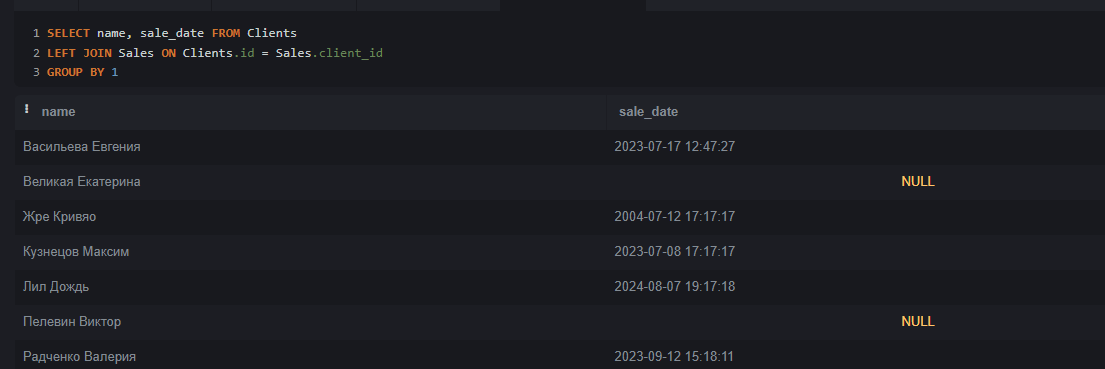 1 SELECT name, sale_date FROM Clients
2 LEFT JOIN Sales ON Clients.id = Sales.client_id
3 GROUP BY 1
name sale_date
Васильева Евгения 2023-07-17 12:47:27
Великая Екатерина NULL
Жре Кривяо 2004-07-12 17:17:17
Кузнецов Максим 2023-07-08 17:17:17
Лил Дождь 2024-08-07 19:17:18
Пелевин Виктор NULL
Радченко Валерия 2023-09-12 15:18:11